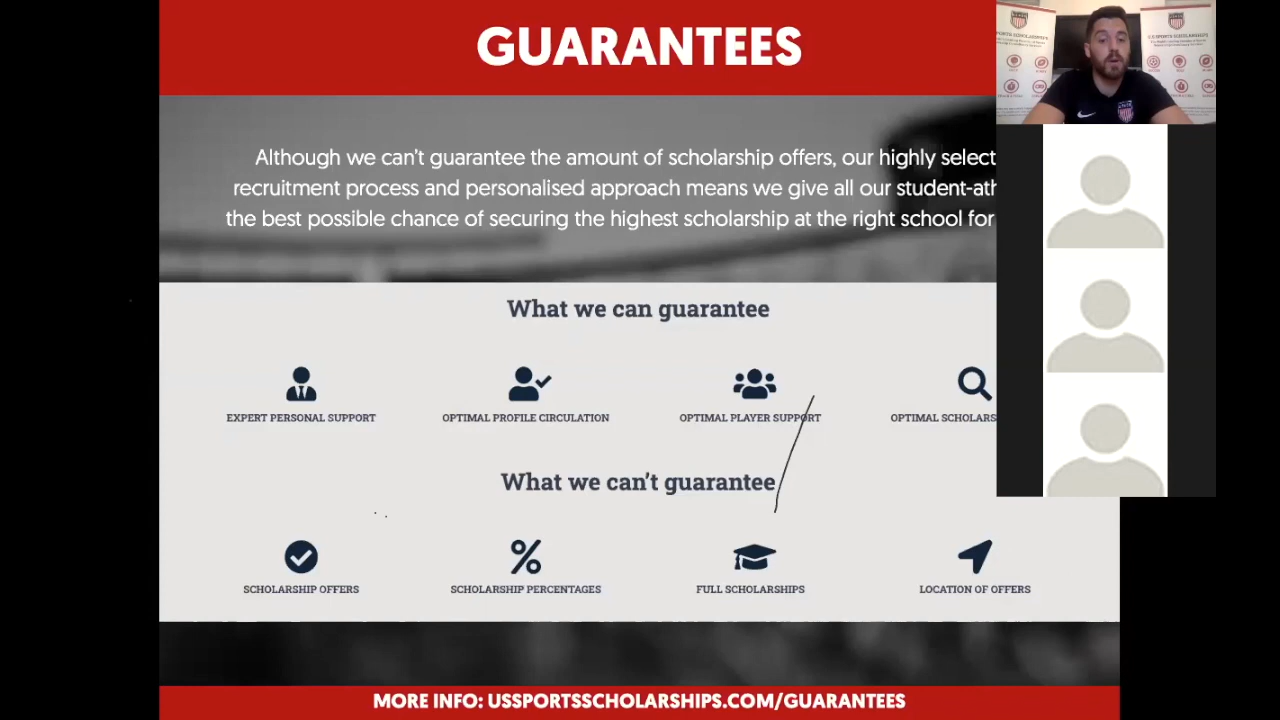 GUARANTEES
Although we can't guarantee the amount of scholarship offers, our highly select
recruitment process and personalised approach means we give all our student-ath
the best possible chance of securing the highest scholarship at the right school for
What we can guarantee
EXPERT PERSONAL SUPPORT
OPTIMAL PROFILE CIRCULATION
OPTIMAL PLAYER SUPPORT
OPTIMAL SCHOLARS
What we can't guarantee
SCHOLARSHIP OFFERS
SCHOLARSHIP PERCENTAGES
FULL SCHOLARSHIPS
LOCATION OF OFFERS
MORE INFO: USSPORTSSCHOLARSHIPS.COM/GUARANTEES